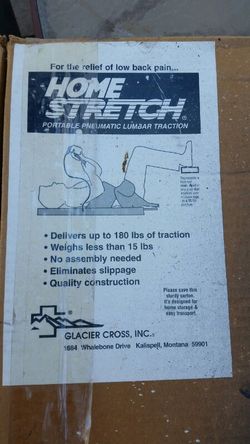 For the relief of low back pain...
HOME
STRETCH®
PORTABLE PNEUMATIC LUMBAR TRACTION
• Delivers up to 180 lbs of traction
• Weighs less than 15 lbs
• No assembly needed
• Eliminates slippage
• Quality construction
Please save this
sturdy carton.
It's designed for
home storage &
easy transport.
GLACIER CROSS, INC.®
1684 Whalebone Drive Kalispell, Montana 59901